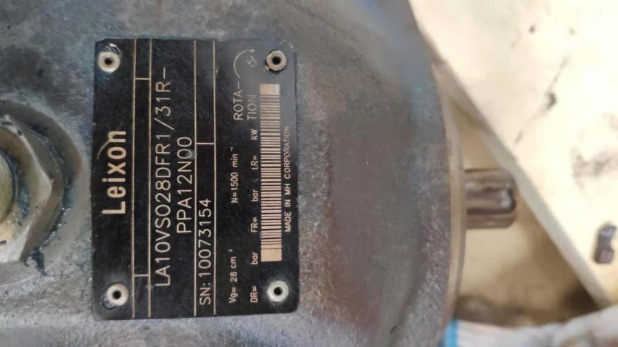 Leixon
LA10VSO28DFR1/31R-
PPA12N00
SN:10073154
Vg= 28 cm³ N=1500 min⁻¹ ROTA-
TION
DR= bar FR= bar LR= KW
MADE IN MH CORPORATION